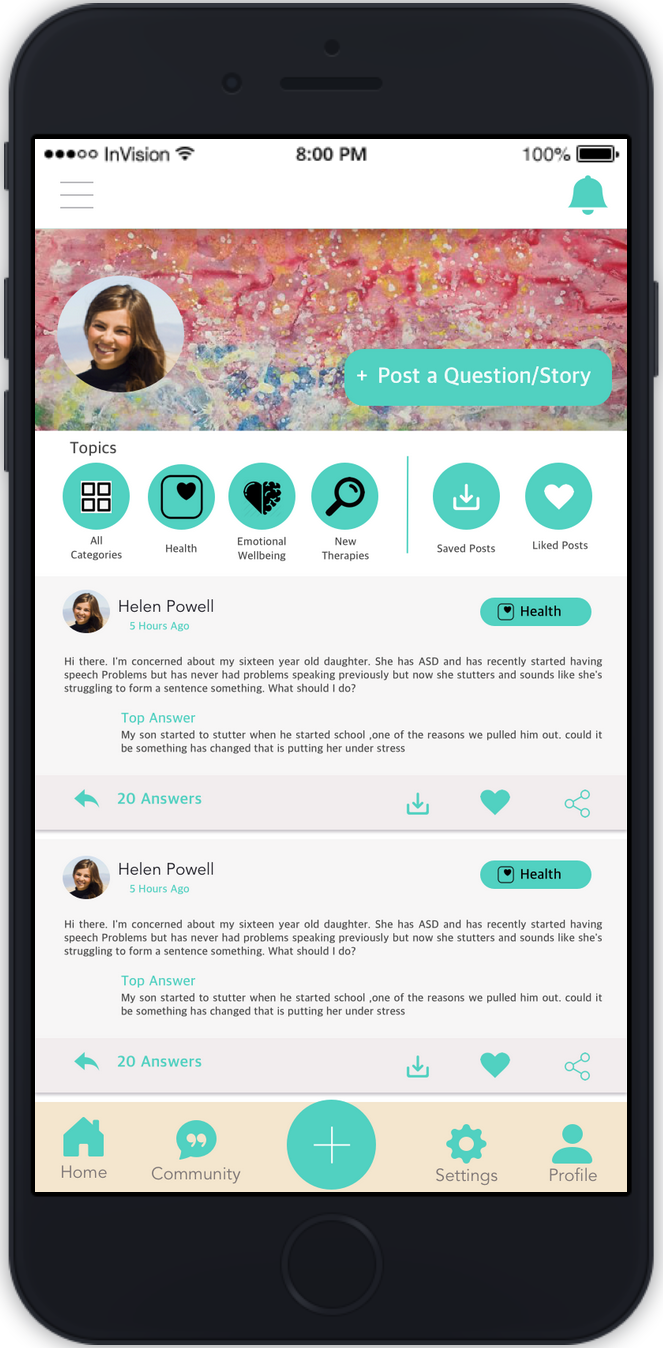 InVision 8:00 PM 100%
+ Post a Question/Story
Topics
All
Categories
Health
Emotional
Wellbeing
New
Therapies
Saved Posts
Liked Posts
Helen Powell
5 Hours Ago
Health
Hi there. I'm concerned about my sixteen year old daughter. She has ASD and has recently started having
speech Problems but has never had problems speaking previously but now she stutters and sounds like she's
struggling to form a sentence something. What should I do?
Top Answer
My son started to stutter when he started school ,one of the reasons we pulled him out. could it
be something has changed that is putting her under stress
20 Answers
Helen Powell
5 Hours Ago
Health
Hi there. I'm concerned about my sixteen year old daughter. She has ASD and has recently started having
speech Problems but has never had problems speaking previously but now she stutters and sounds like she's
struggling to form a sentence something. What should I do?
Top Answer
My son started to stutter when he started school ,one of the reasons we pulled him out. could it
be something has changed that is putting her under stress
20 Answers
Home
Community
Settings
Profile